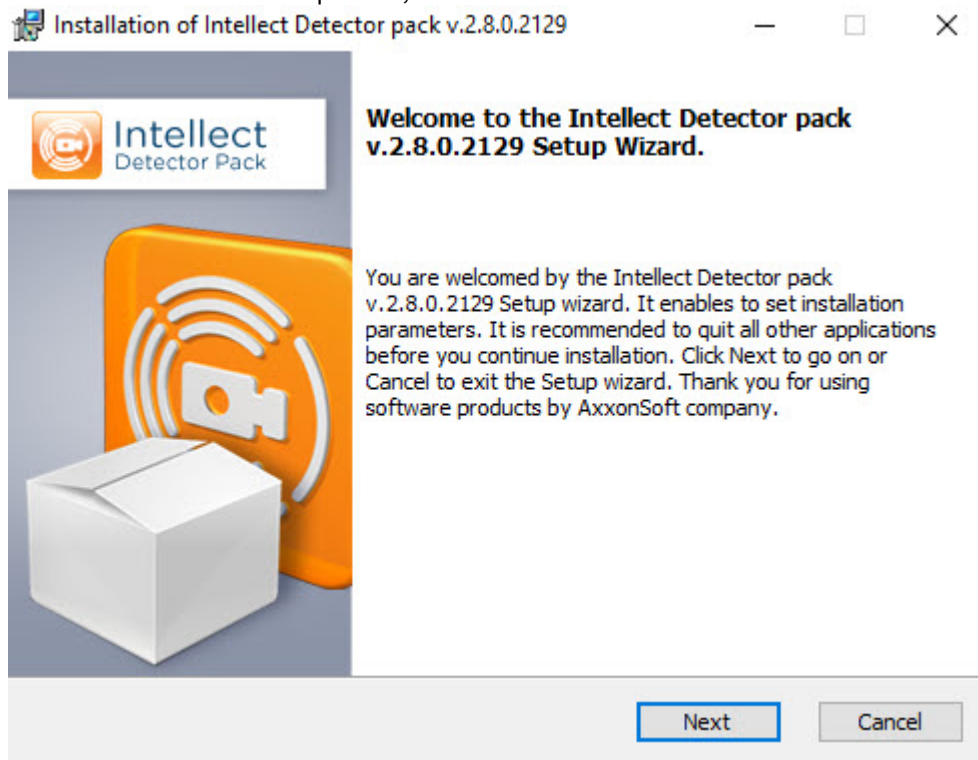 Installation of Intellect Detector pack v.2.8.0.2129
Intellect
Detector Pack
Welcome to the Intellect Detector pack
v.2.8.0.2129 Setup Wizard.
You are welcomed by the Intellect Detector pack
v.2.8.0.2129 Setup wizard. It enables to set installation
parameters. It is recommended to quit all other applications
before you continue installation. Click Next to go on or
Cancel to exit the Setup wizard. Thank you for using
software products by AxxonSoft company.
Next
Cancel